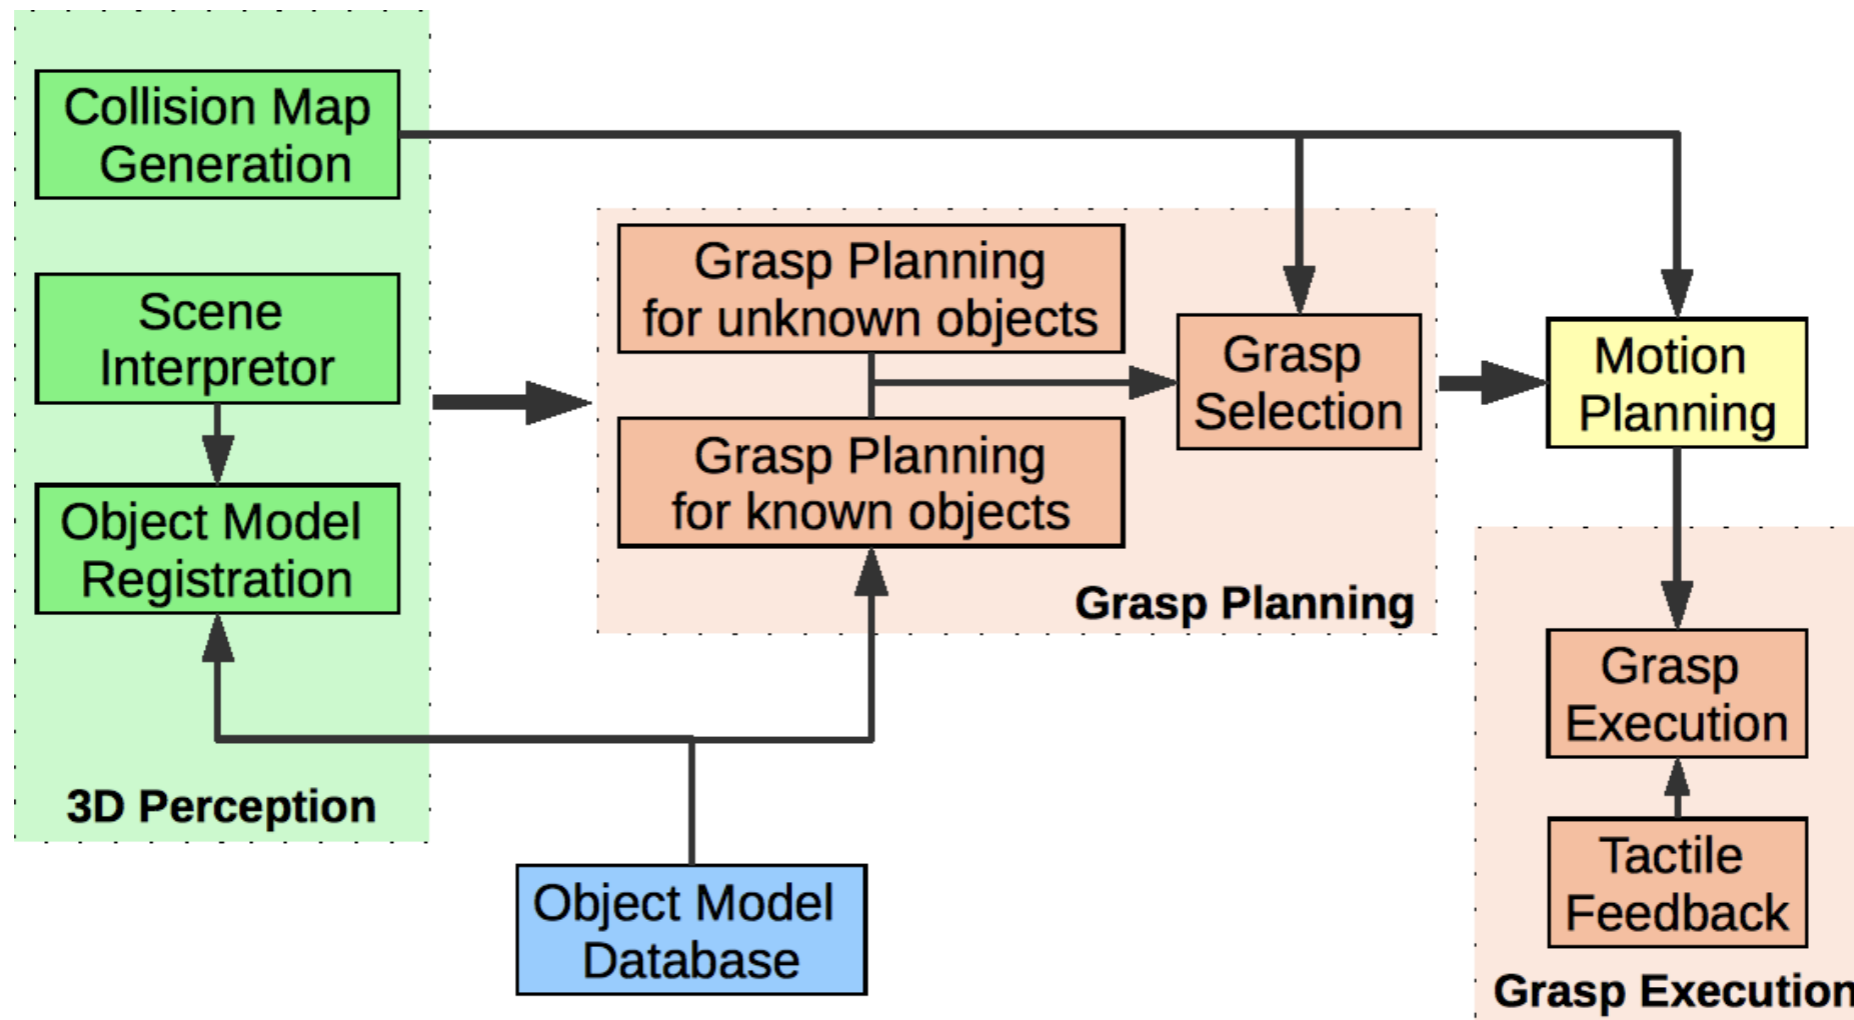 Collision Map
Generation
Scene
Interpretor
Object Model
Registration
3D Perception
Grasp Planning
for unknown objects
Grasp Planning
for known objects
Grasp
Selection
Grasp Planning
Motion
Planning
Grasp
Execution
Tactile
Feedback
Grasp Execution
Object Model
Database